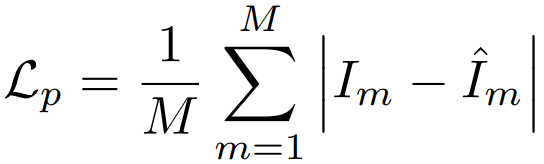 $\mathcal{L}_p = \frac{1}{M} \sum_{m=1}^{M} \left| I_m - \hat{I}_m \right|$